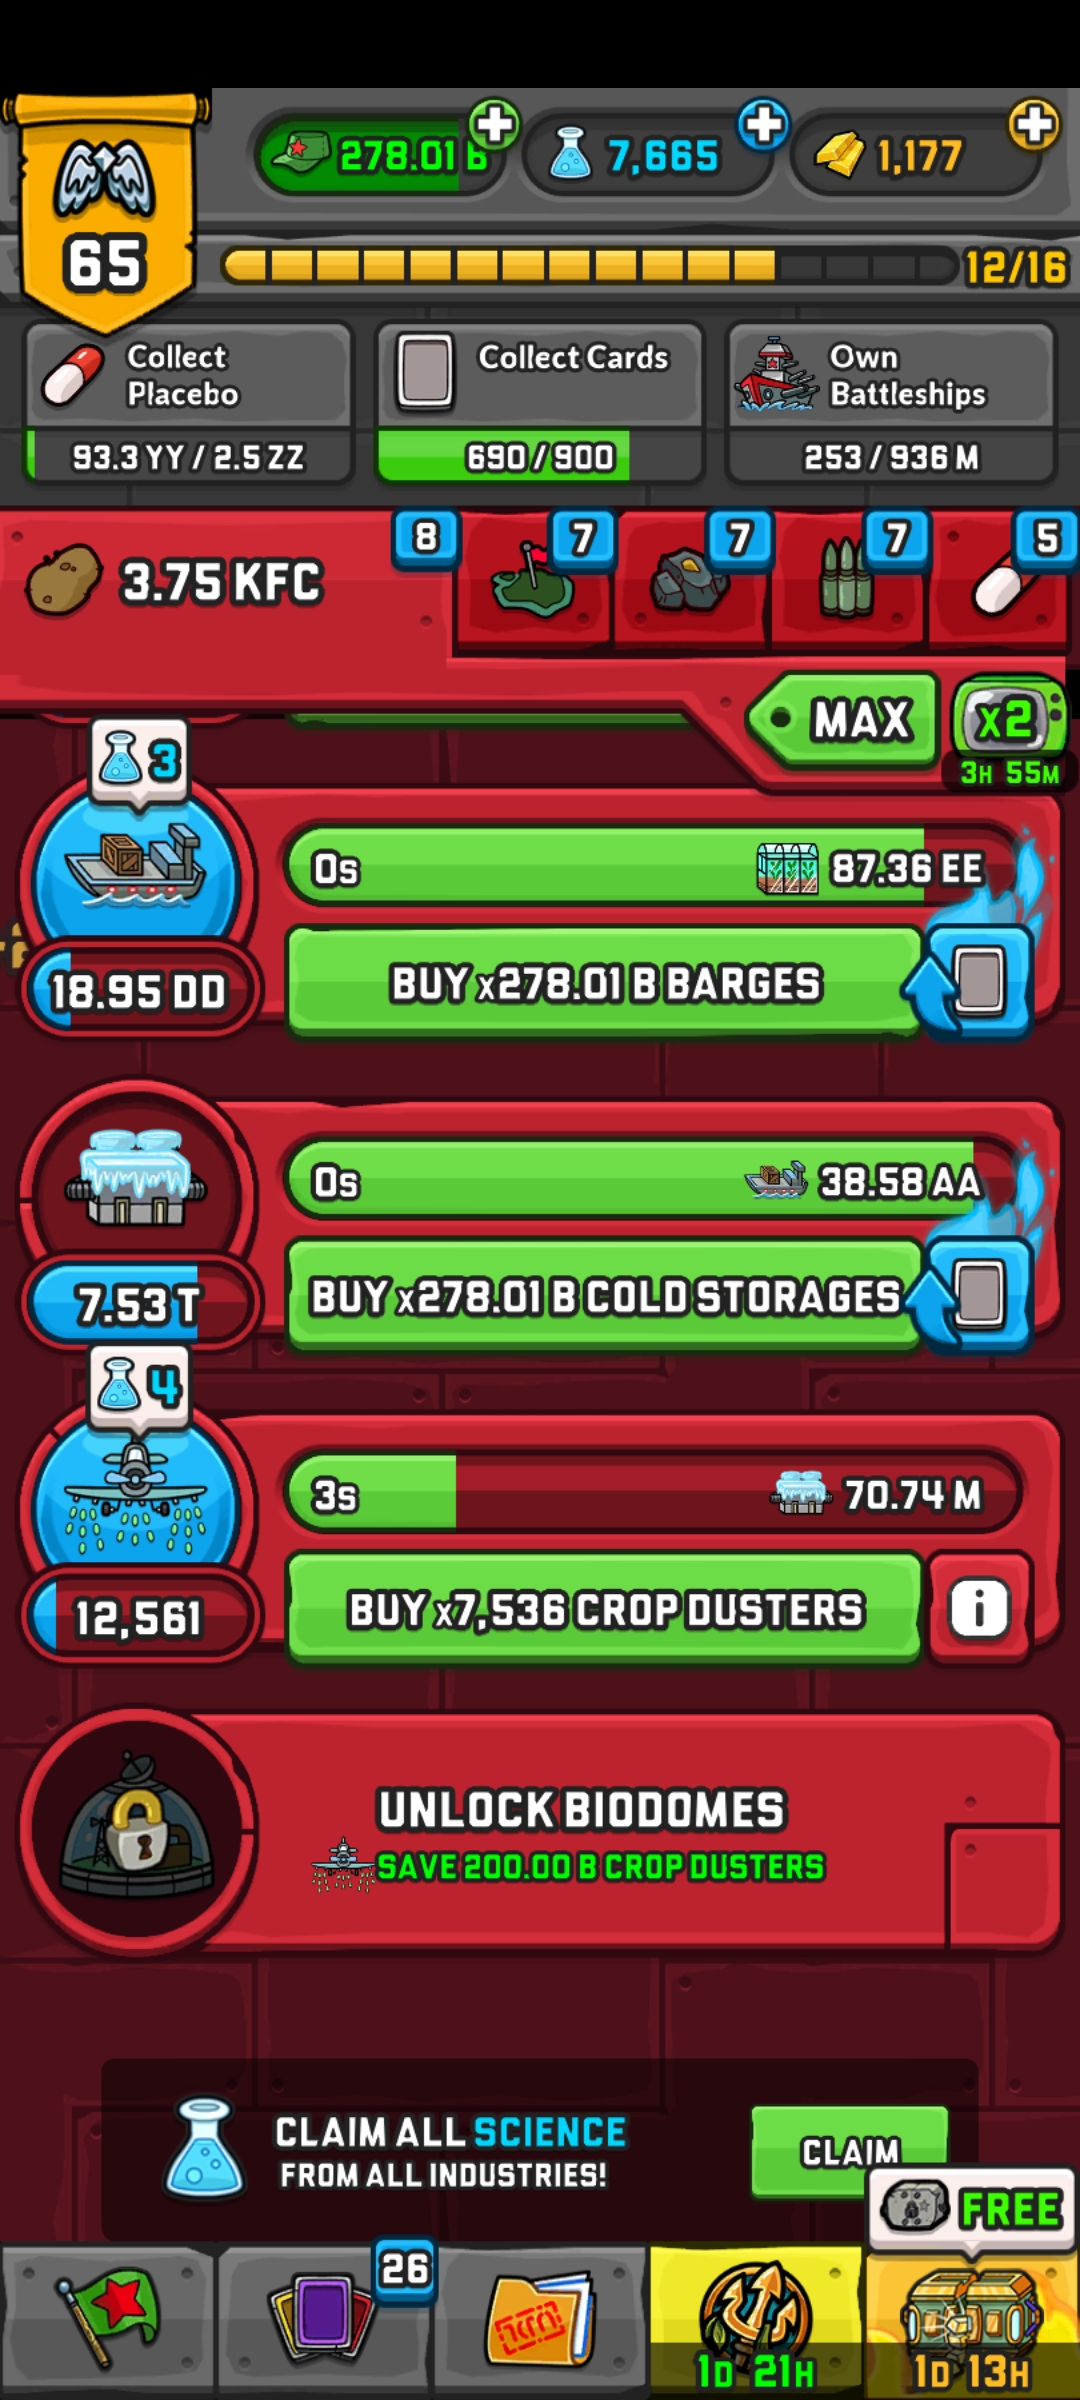 278.01 B
7,665
1,177
65
12/16
Collect
Placebo
93.3 YY / 2.5 ZZ
Collect Cards
690 / 900
Own
Battleships
253 / 936 M
3.75 KFC
8
7
7
7
5
MAX
x2
3H 55M
3
0s
87.36 EE
18.95 DD
BUY x278.01 B BARGES
0s
38.58 AA
7.53 T
BUY x278.01 B COLD STORAGES
4
3s
70.74 M
12,561
BUY x7,536 CROP DUSTERS
i
UNLOCK BIODOMES
SAVE 200.00 B CROP DUSTERS
CLAIM ALL SCIENCE
FROM ALL INDUSTRIES!
CLAIM
FREE
26
1D 21H
1D 13H